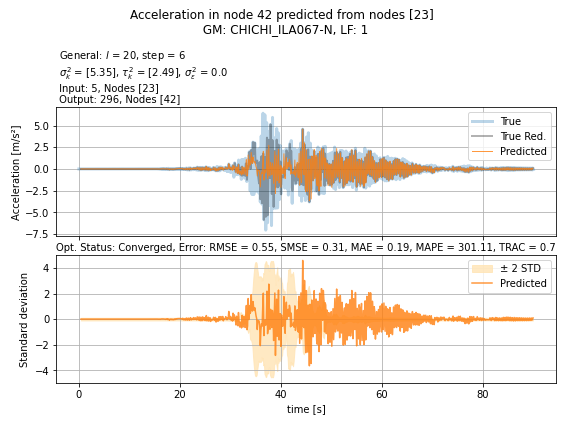 Acceleration in node 42 predicted from nodes [23]
GM: CHICHI_ILA067-N, LF: 1
General: l = 20, step = 6
σ²ₖ = [5.35], τ²ₖ = [2.49], σ²ε = 0.0
Input: 5, Nodes [23]
Output: 296, Nodes [42]
Acceleration [m/s²]
5.0
2.5
0.0
−2.5
−5.0
−7.5
True
True Red.
Predicted
Opt. Status: Converged, Error: RMSE = 0.55, SMSE = 0.31, MAE = 0.19, MAPE = 301.11, TRAC = 0.7
Standard deviation
4
2
0
−2
−4
± 2 STD
Predicted
0 20 40 60 80
time [s]